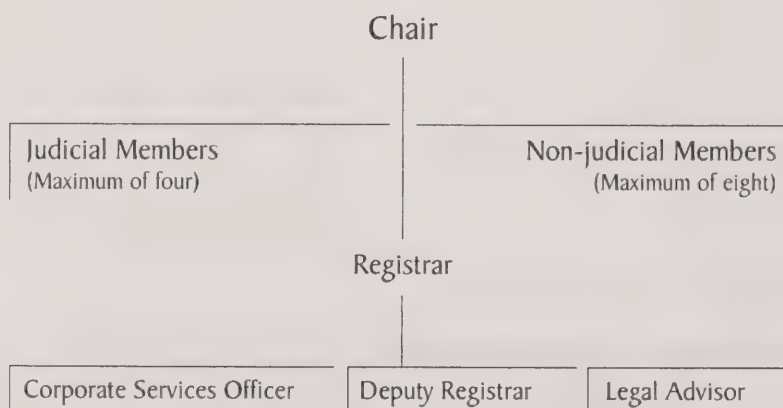 Chair
Judicial Members
(Maximum of four)
Non-judicial Members
(Maximum of eight)
Registrar
Corporate Services Officer
Deputy Registrar
Legal Advisor